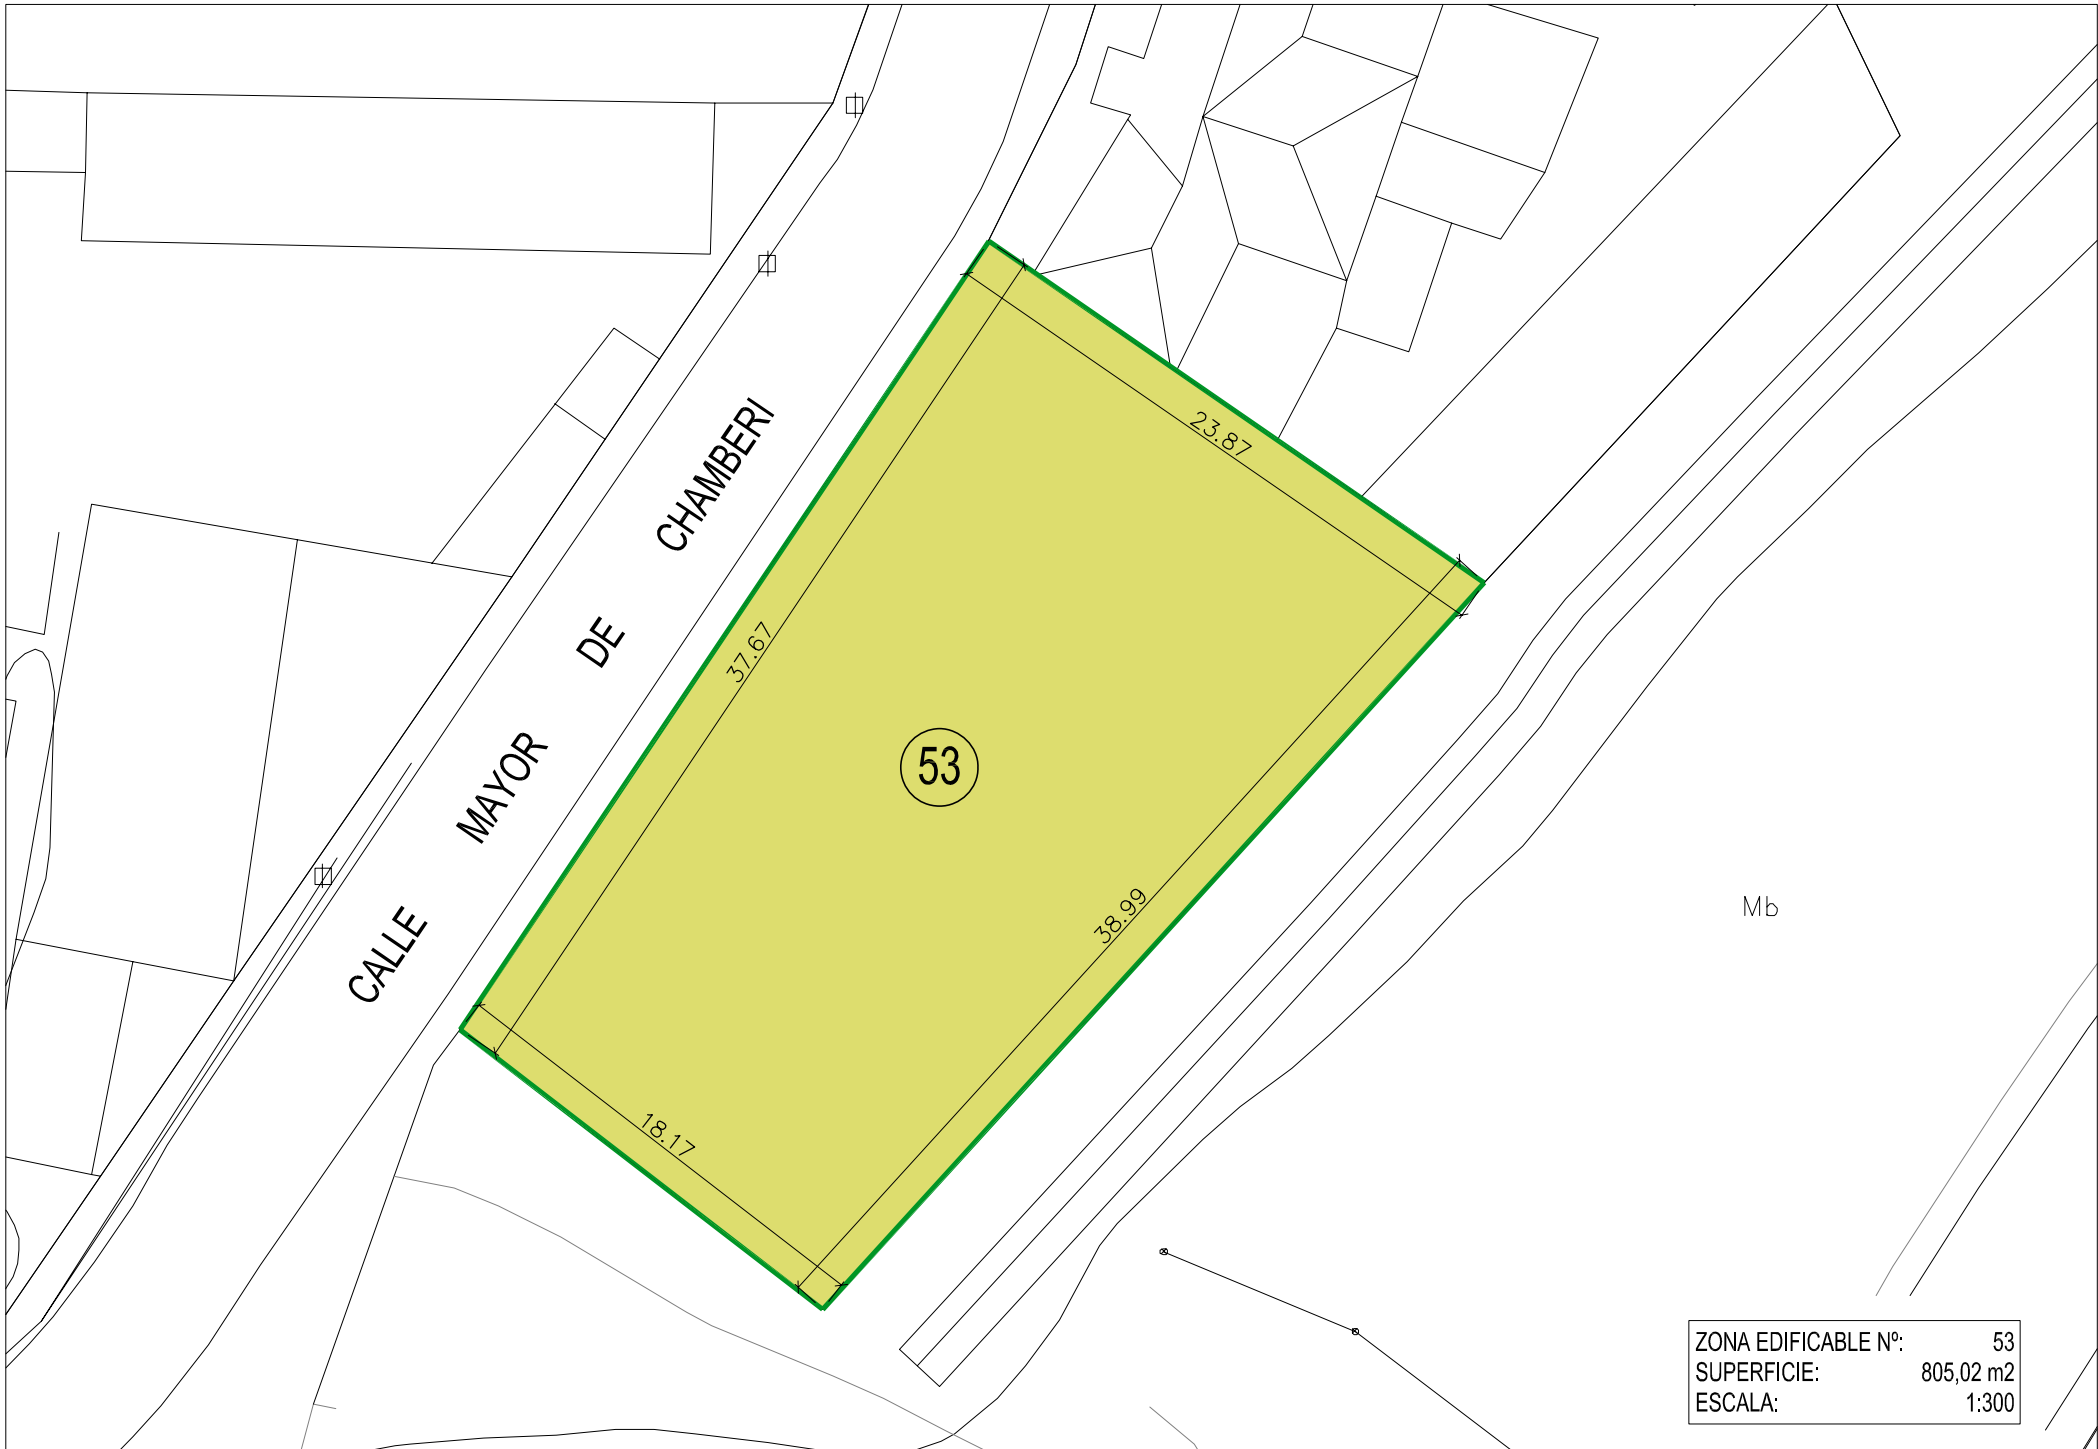 CALLE MAYOR DE CHAMBERI
23.87
37.67
53
38.99
18.17
Mb
ZONA EDIFICABLE Nº: 53
SUPERFICIE: 805,02 m2
ESCALA: 1:300